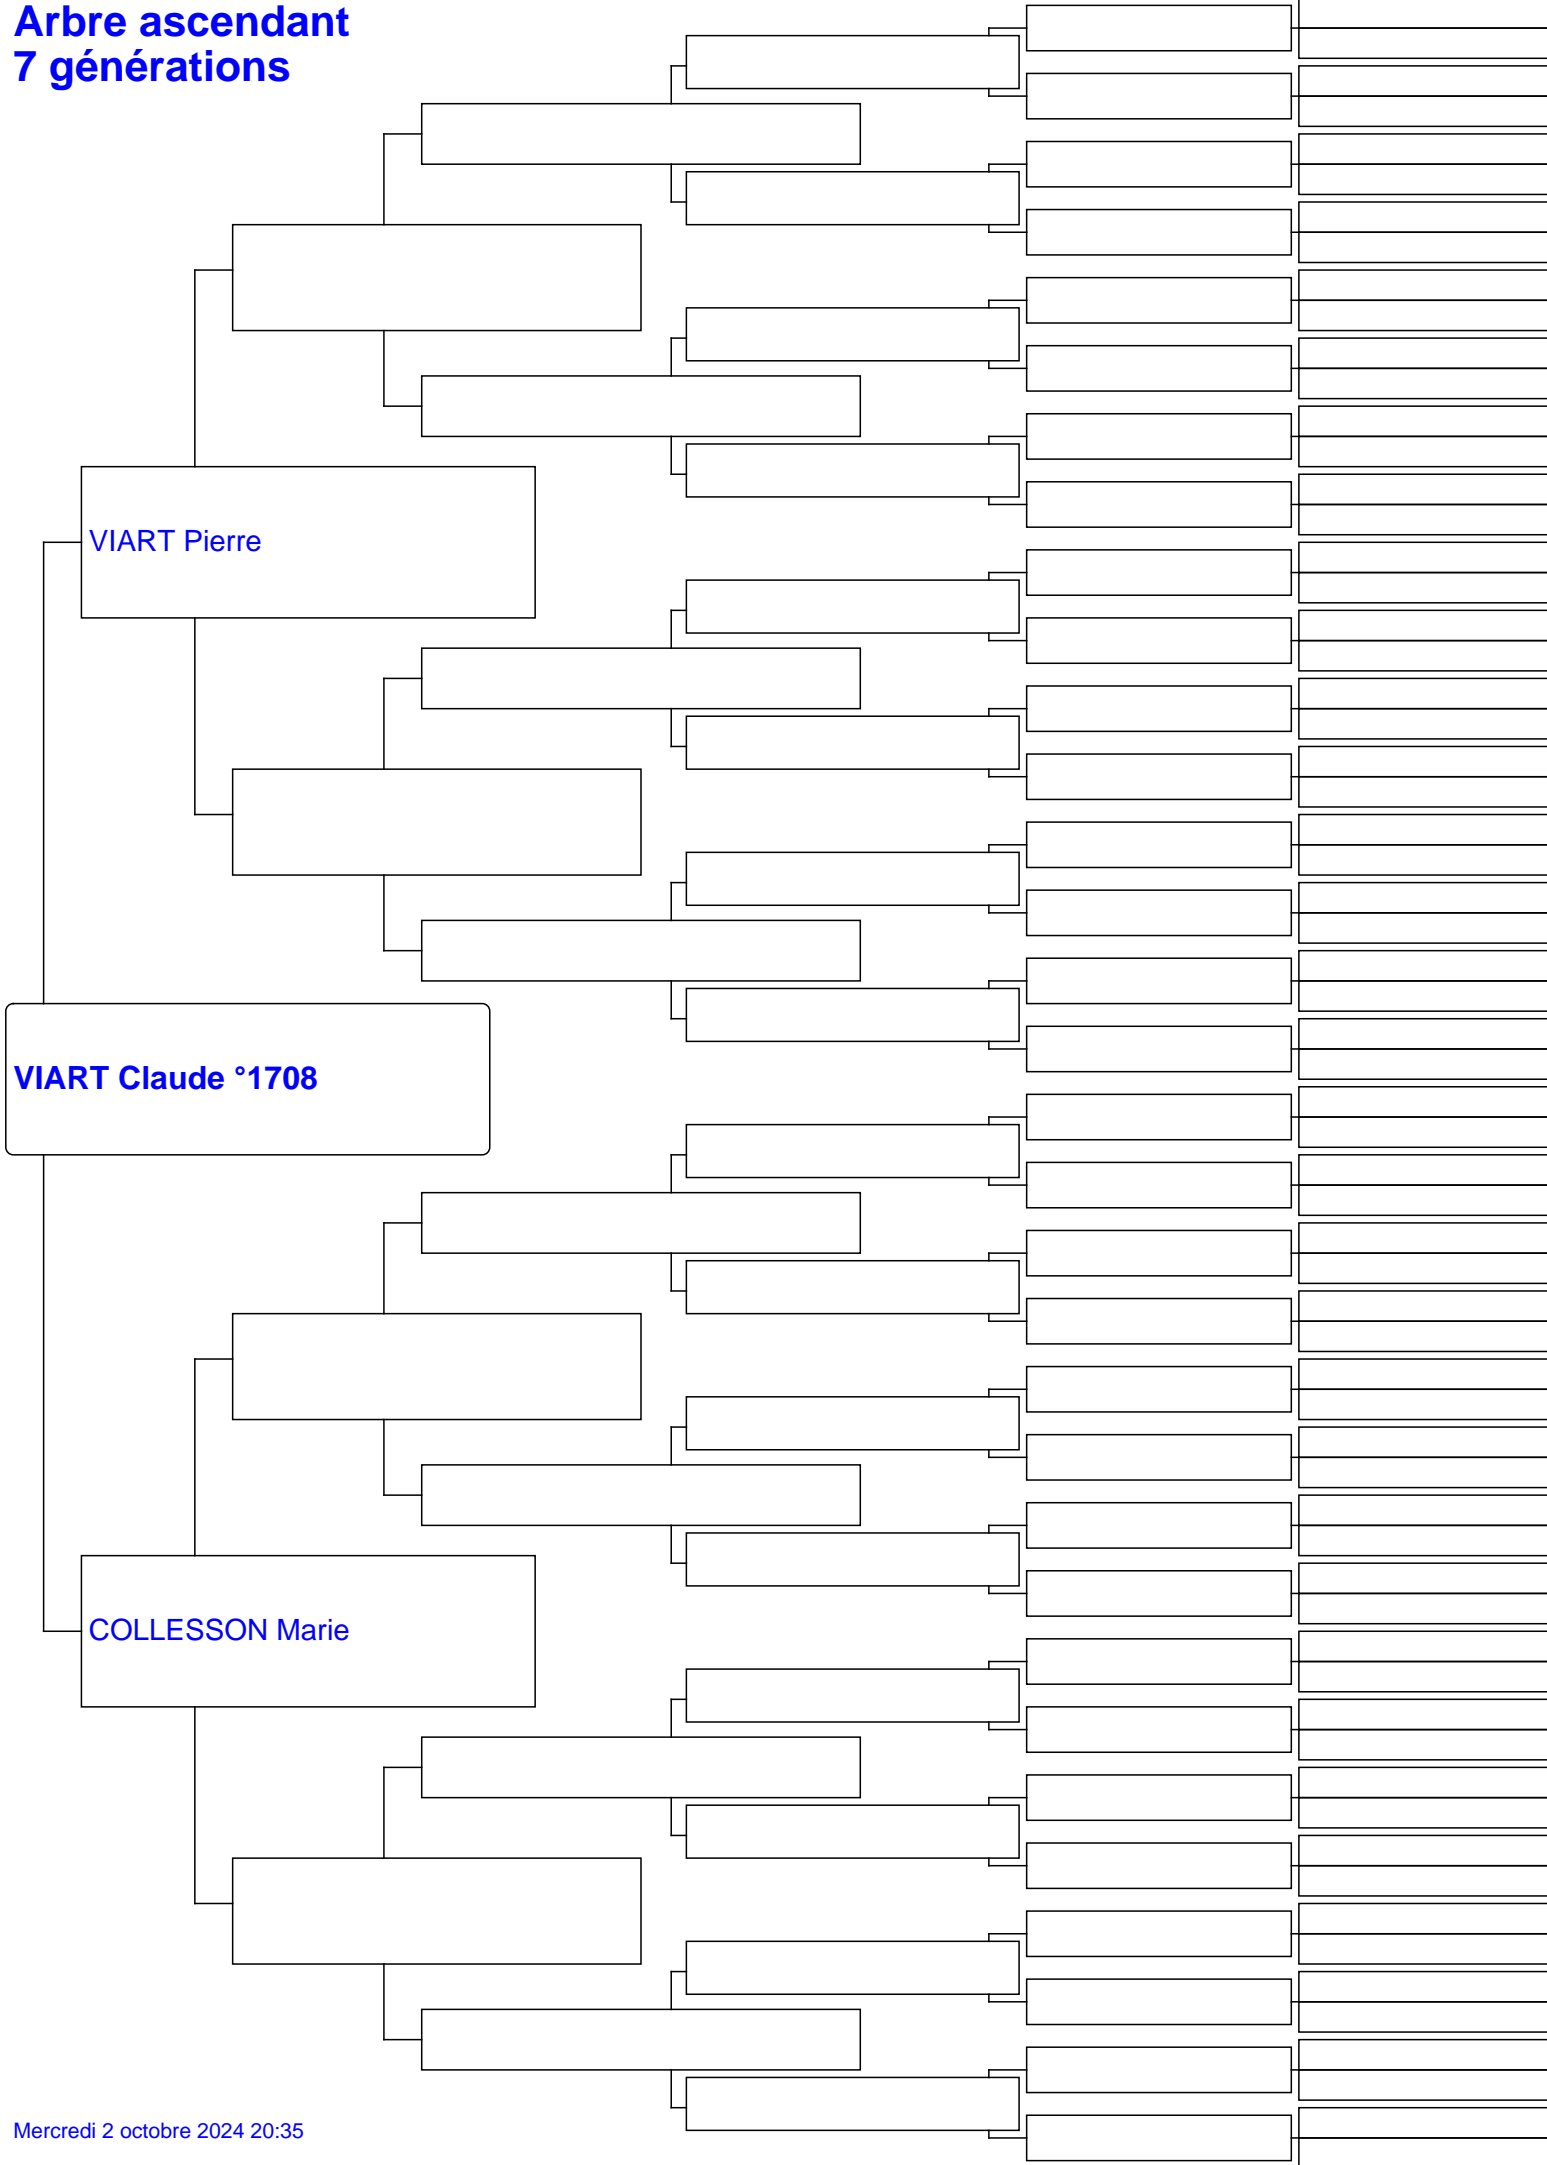 Arbre ascendant
7 générations
VIART Pierre
VIART Claude °1708
COLLESSON Marie
Mercredi 2 octobre 2024 20:35